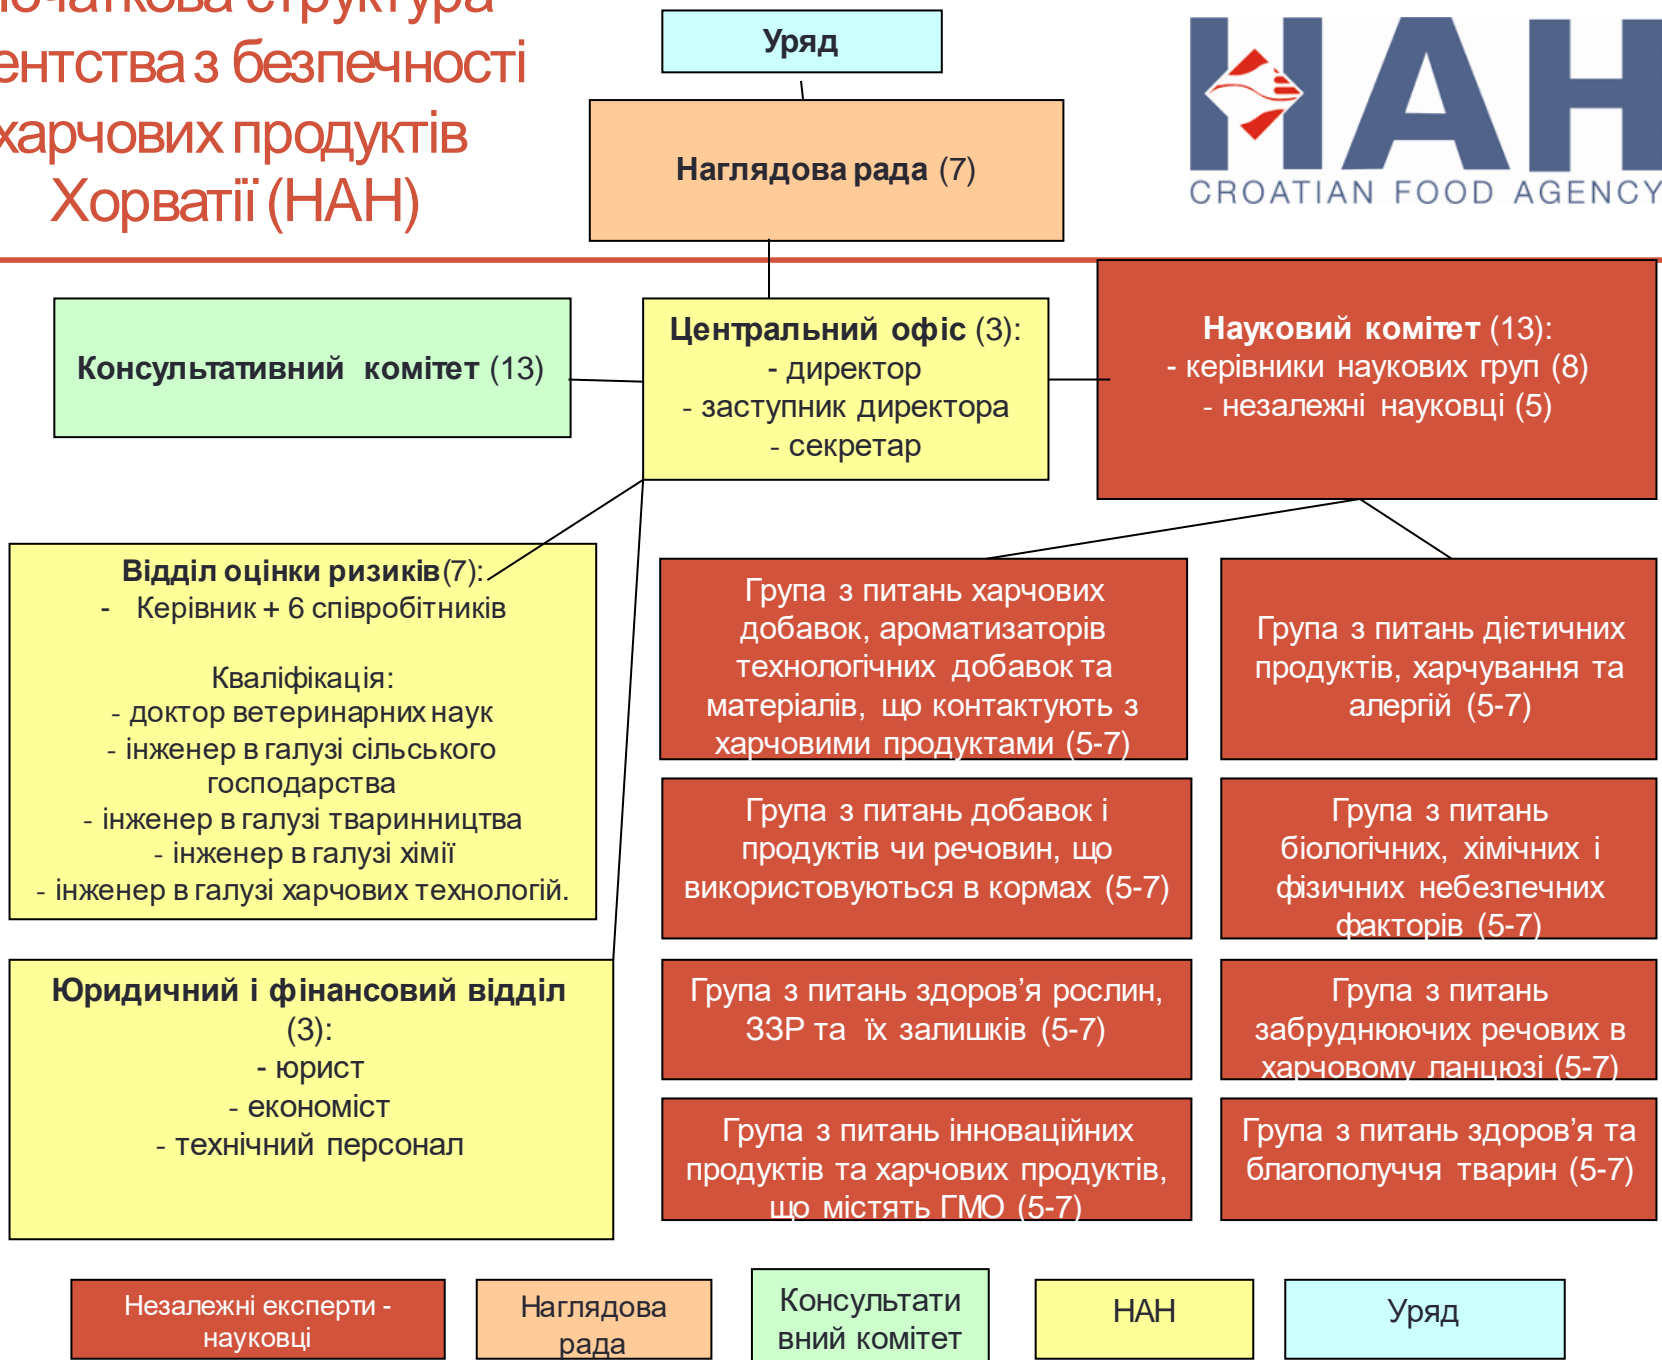 очаткова структура
ентства з безпечності
харчових продуктів
Хорватії (НАН)
Уряд
Наглядова рада (7)
HAH
CROATIAN FOOD AGENCY
Консультативний комітет (13)
Центральний офіс (3):
- директор
- заступник директора
- секретар
Науковий комітет (13):
- керівники наукових груп (8)
- незалежні науковці (5)
Відділ оцінки ризиків(7):
- Керівник + 6 співробітників
Кваліфікація:
- доктор ветеринарних наук
- інженер в галузі сільського
господарства
- інженер в галузі тваринництва
- інженер в галузі хімії
- інженер в галузі харчових технологій.
Юридичний і фінансовий відділ
(3):
- юрист
- економіст
- технічний персонал
Група з питань харчових
добавок, ароматизаторів
технологічних добавок та
матеріалів, що контактують з
харчовими продуктами (5-7)
Група з питань дієтичних
продуктів, харчування та
алергій (5-7)
Група з питань добавок і
продуктів чи речовин, що
використовуються в кормах (5-7)
Група з питань
біологічних, хімічних і
фізичних небезпечних
факторів (5-7)
Група з питань здоров’я рослин,
ЗЗР та їх залишків (5-7)
Група з питань
забруднюючих речових в
харчовому ланцюзі (5-7)
Група з питань інноваційних
продуктів та харчових продуктів,
що містять ГМО (5-7)
Група з питань здоров’я та
благополуччя тварин (5-7)
Незалежні експерти -
науковці
Наглядова
рада
Консультати
вний комітет
НАН
Уряд